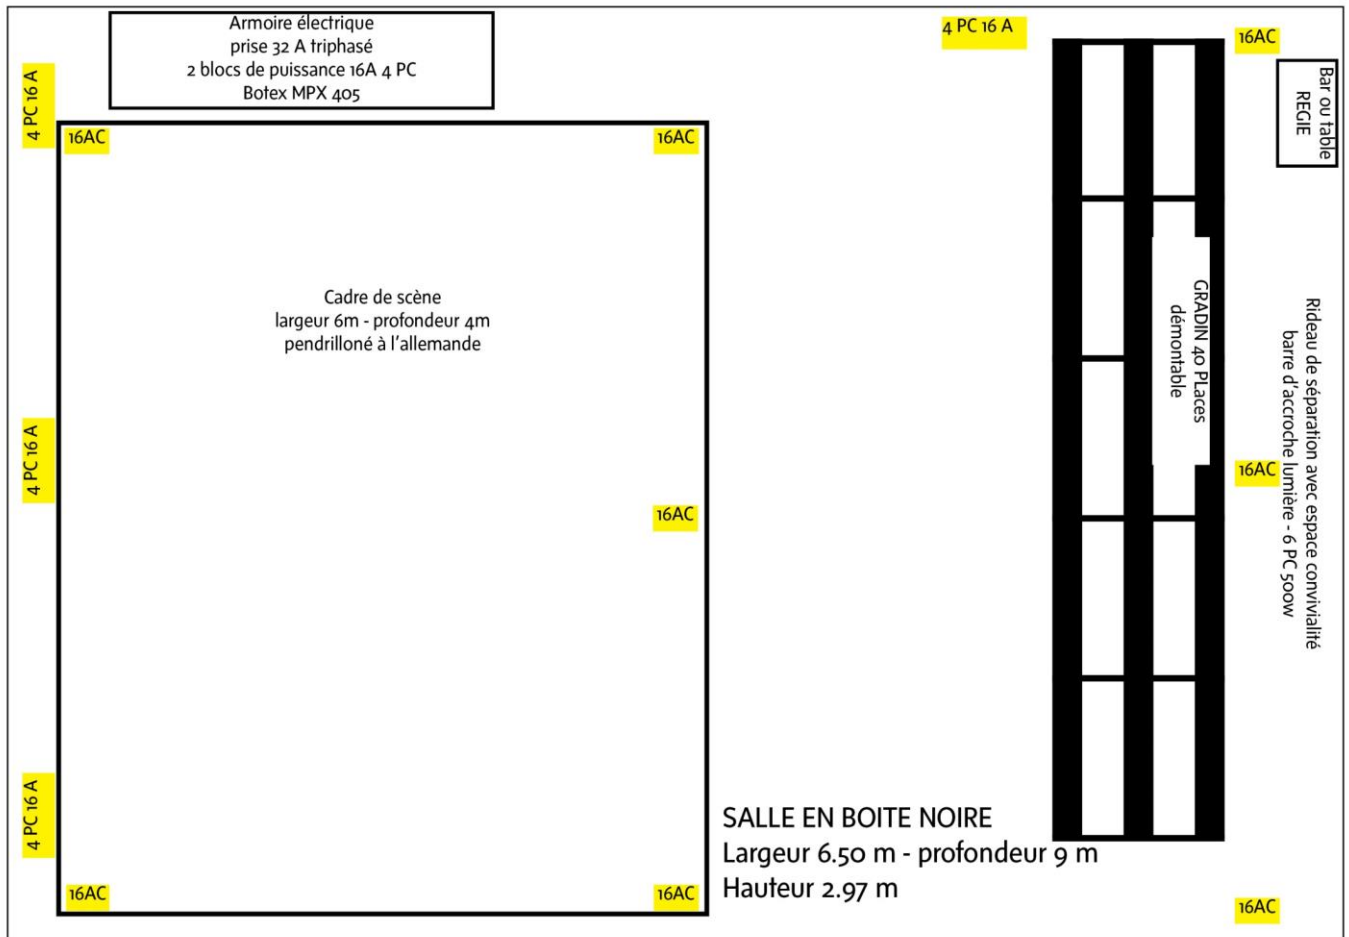 Armoire électrique
prise 32 A triphasé
2 blocs de puissance 16A 4 PC
Botex MPX 405
4 PC 16 A
16AC
4 PC 16 A
16AC
16AC
Bar ou table
REGIE
Cadre de scène
largeur 6m - profondeur 4m
pendrilloné à l'allemande
GRADIN 40 PLaces
démontable
Rideau de séparation avec espace convivialité
barre d'accroche lumière - 6 PC 500w
4 PC 16 A
16AC
16AC
4 PC 16 A
SALLE EN BOITE NOIRE
Largeur 6.50 m - profondeur 9 m
Hauteur 2.97 m
16AC
16AC
16AC